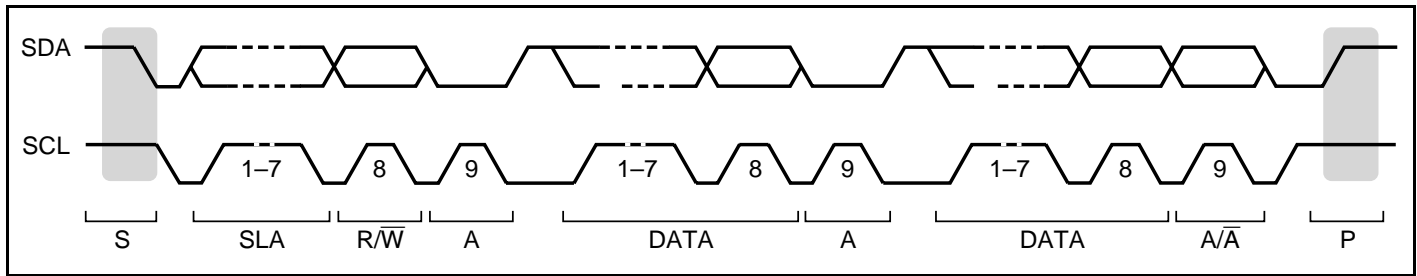 SDA
SCL
1–7 8 9 1–7 8 9 1–7 8 9
S SLA R/W̅ A DATA A DATA A/A̅ P